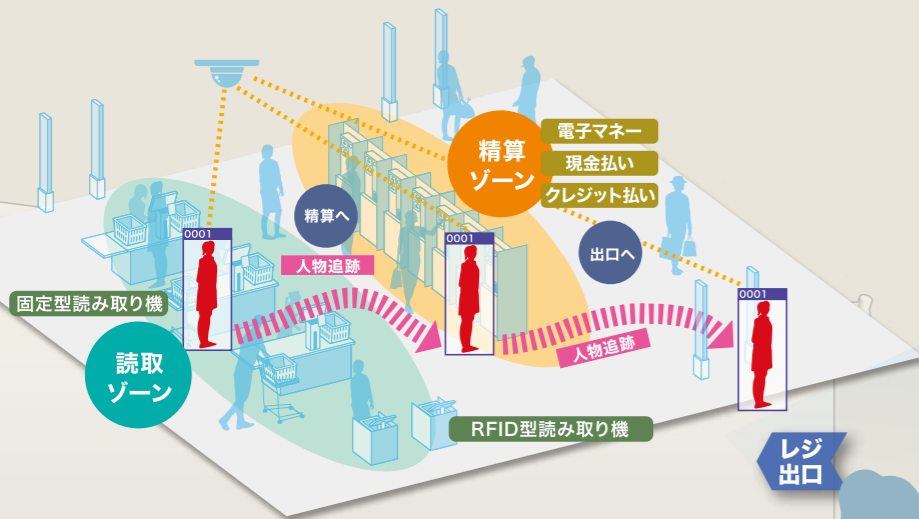 精算
ゾーン
電子マネー
現金払い
クレジット払い
精算へ
0001
人物追跡
0001
出口へ
固定型読み取り機
0001
読取
ゾーン
人物追跡
RFID型読み取り機
レジ
出口